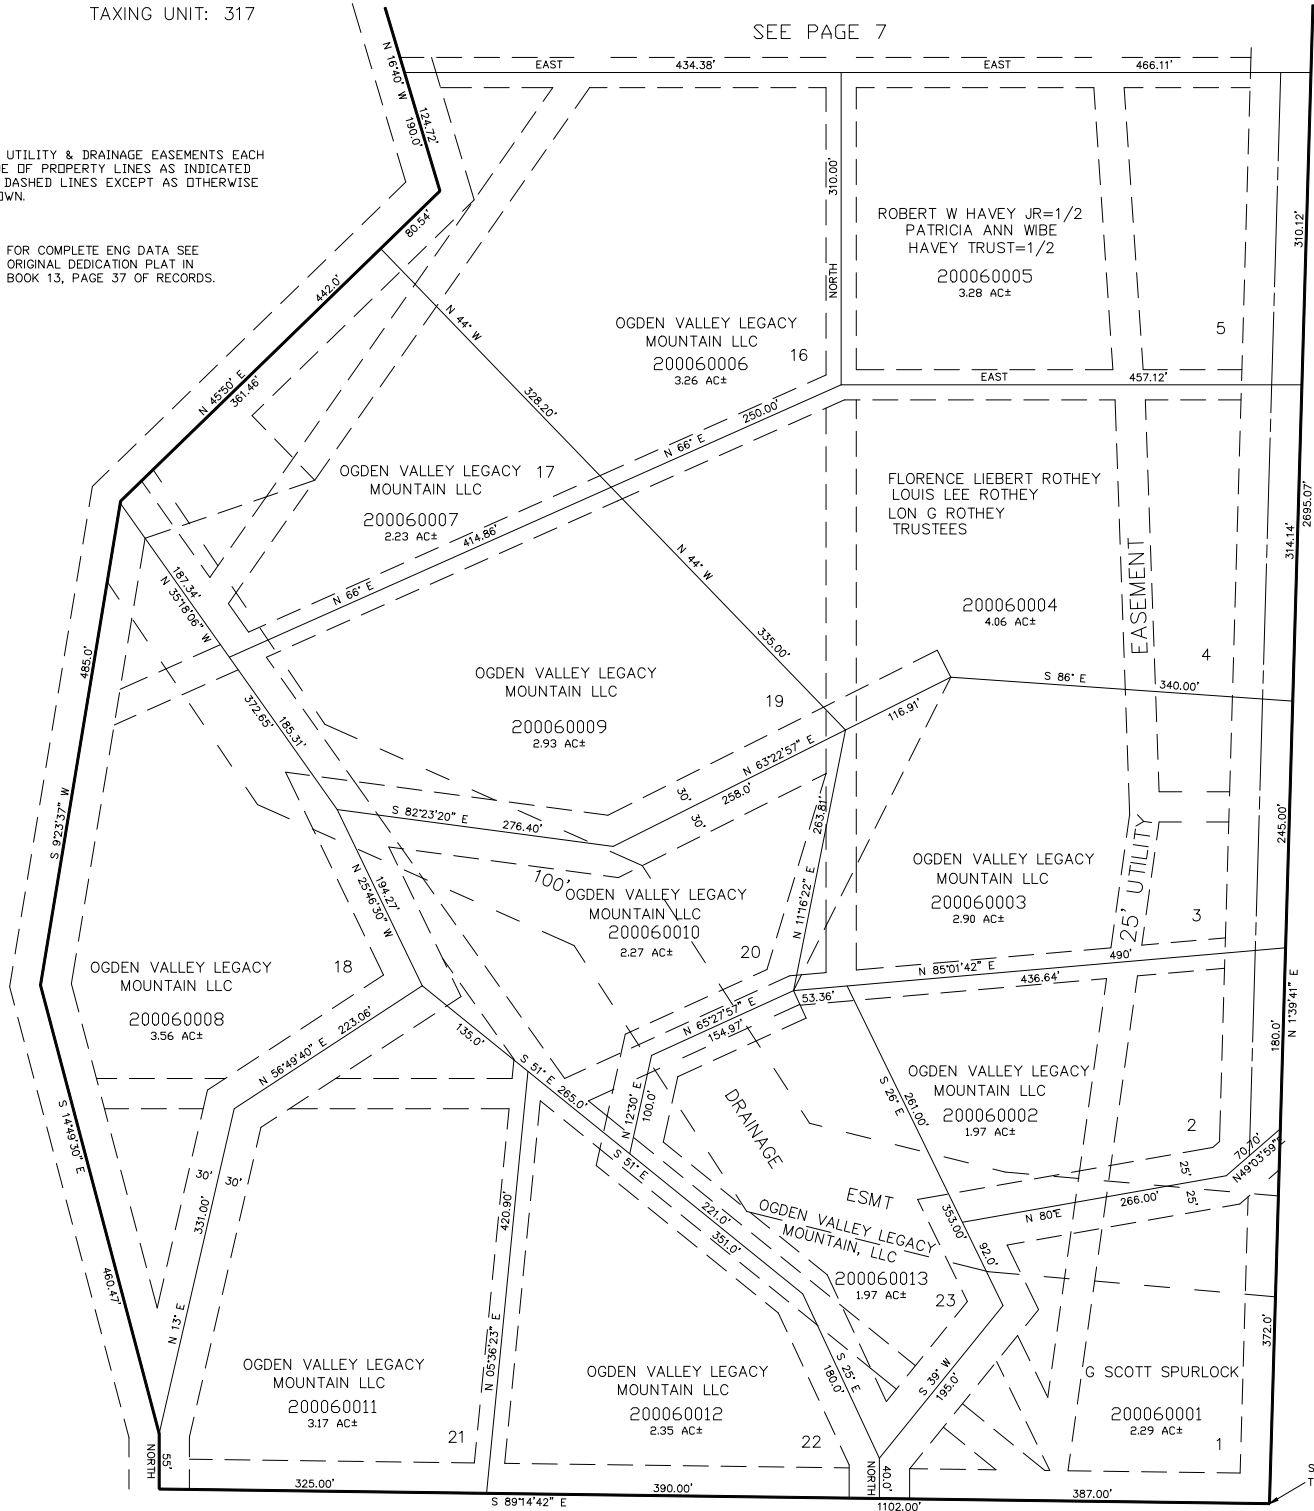 TAXING UNIT: 317
SEE PAGE 7
UTILITY & DRAINAGE EASEMENTS EACH
E OF PROPERTY LINES AS INDICATED
DASHED LINES EXCEPT AS OTHERWISE
OWN.
FOR COMPLETE ENG DATA SEE
ORIGINAL DEDICATION PLAT IN
BOOK 13, PAGE 37 OF RECORDS.
N 16°40' W
190.0'
124.72'
EAST
434.38'
EAST
466.11'
80.54'
442.0'
N 45°50' E
361.46'
N 44° W
328.20'
310.00'
NORTH
OGDEN VALLEY LEGACY
MOUNTAIN LLC
200060006
3.26 AC±
16
ROBERT W HAVEY JR=1/2
PATRICIA ANN WIBE
HAVEY TRUST=1/2
200060005
3.28 AC±
5
310.12'
EAST
457.12'
N 66° E
250.00'
OGDEN VALLEY LEGACY
MOUNTAIN LLC
17
200060007
2.23 AC±
414.86'
N 66° E
FLORENCE LIEBERT ROTHEY
LOUIS LEE ROTHEY
LON G ROTHEY
TRUSTEES
200060004
4.06 AC±
4
EASEMENT
2695.07'
314.14'
187.34'
N 35°18'06" W
372.65'
185.31'
N 44° W
335.00'
485.0'
S 9°23'37" W
OGDEN VALLEY LEGACY
MOUNTAIN LLC
200060009
2.93 AC±
19
116.91'
S 86° E
340.00'
N 63°22'57" E
258.0'
30'
30'
S 82°23'20" E
276.40'
263.81'
N 11°16'22" E
245.00'
N 25°46'30" W
194.27'
100'
OGDEN VALLEY LEGACY
MOUNTAIN LLC
200060010
2.27 AC±
20
OGDEN VALLEY LEGACY
MOUNTAIN LLC
200060003
2.90 AC±
3
25' UTILITY
N 85°01'42" E
490'
53.36'
436.64'
OGDEN VALLEY LEGACY
MOUNTAIN LLC
200060008
3.56 AC±
18
N 56°49'40" E
223.06'
135.0'
S 51° E
265.0'
N 65°27'57" E
154.97'
N 12°30' E
100.0'
S 26° E
261.00'
OGDEN VALLEY LEGACY
MOUNTAIN LLC
200060002
1.97 AC±
2
180.0'
N 1°39'41" E
70.70'
N49°03'59"E
25'
25'
N 80°E
266.00'
DRAINAGE
ESMT
S 14°49'30" E
460.47'
30'
30'
331.00'
N 13° E
420.90'
N 05°36'23" E
S 51° E
221.0'
351.0'
OGDEN VALLEY LEGACY
MOUNTAIN, LLC
200060013
1.97 AC±
23
353.00'
92.0'
S 25° E
180.0'
S 39° W
195.0'
372.0'
OGDEN VALLEY LEGACY
MOUNTAIN LLC
200060011
3.17 AC±
21
OGDEN VALLEY LEGACY
MOUNTAIN LLC
200060012
2.35 AC±
22
G SCOTT SPURLOCK
200060001
2.29 AC±
1
NORTH
55'
325.00'
S 89°14'42" E
390.00'
NORTH
40.0'
1102.00'
387.00'
S
T